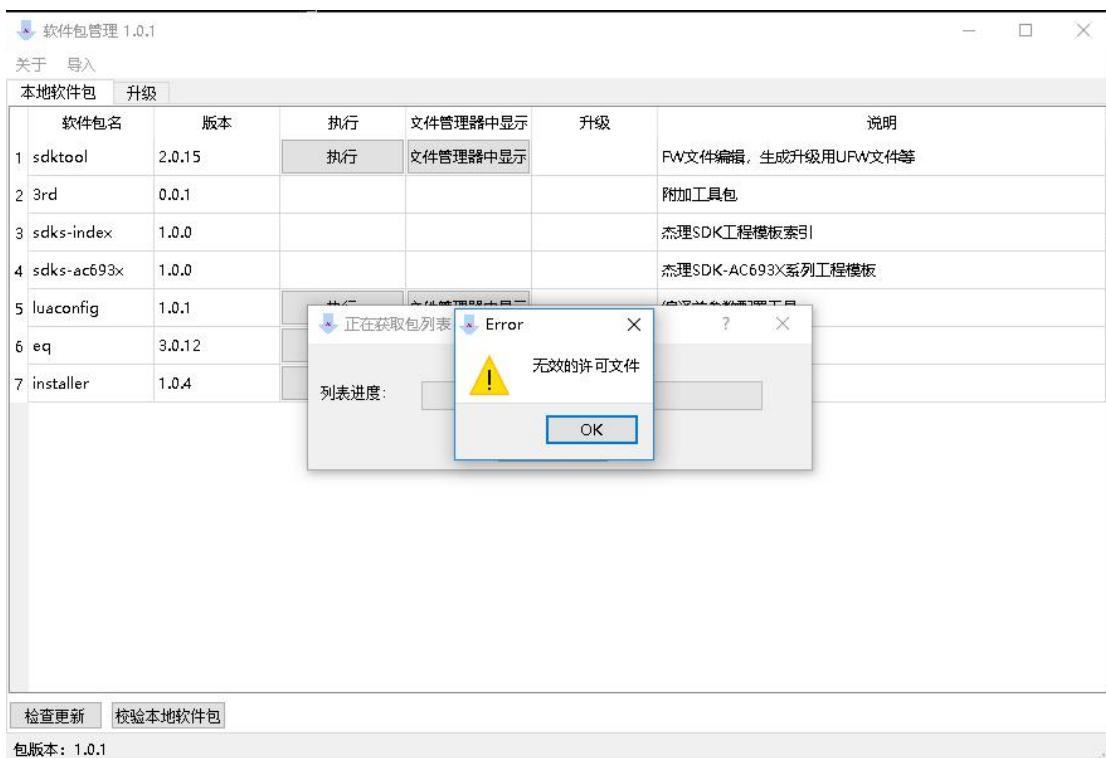 软件包管理 1.0.1
关于 导入
本地软件包 升级
软件包名 版本 执行 文件管理器中显示 升级 说明
1 sdktool 2.0.15 执行 文件管理器中显示 FW文件编辑，生成升级用UFW文件等
2 3rd 0.0.1 附加工具包
3 sdks-index 1.0.0 杰理SDK工程模板索引
4 sdks-ac693x 1.0.0 杰理SDK-AC693X系列工程模板
5 luaconfig 1.0.1
正在获取包列表 Error ?
6 eq 3.0.12
无效的许可文件
7 installer 1.0.4
列表进度：
OK
检查更新 校验本地软件包
包版本：1.0.1